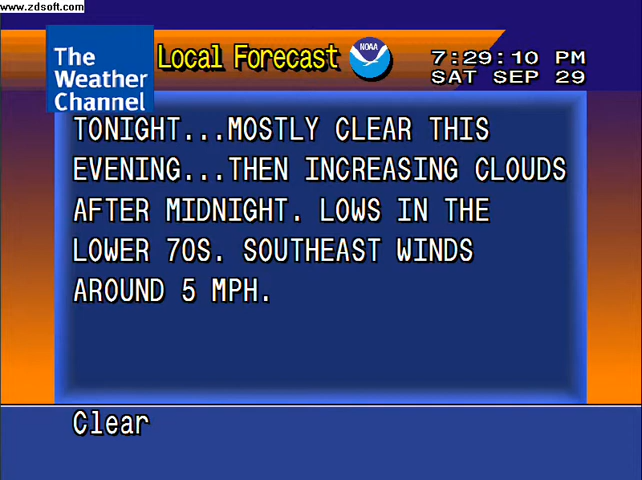 www.zdsoft.com
The
Weather
Channel
Local Forecast
NOAA
7:29:10 PM
SAT SEP 29
TONIGHT...MOSTLY CLEAR THIS
EVENING...THEN INCREASING CLOUDS
AFTER MIDNIGHT. LOWS IN THE
LOWER 70S. SOUTHEAST WINDS
AROUND 5 MPH.
Clear